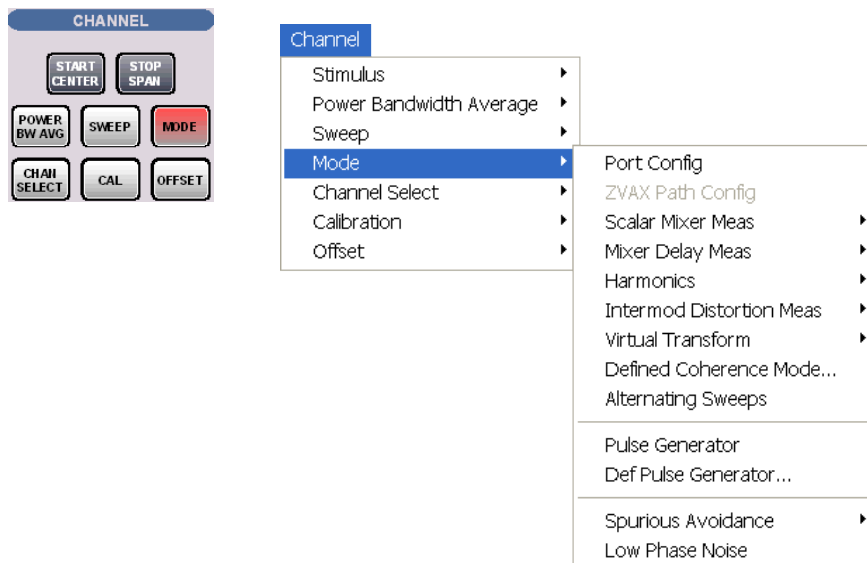 CHANNEL
START CENTER
STOP SPAN
POWER BW AVG
SWEEP
MODE
CHAN SELECT
CAL
OFFSET
Channel
Stimulus
Power Bandwidth Average
Sweep
Mode
Channel Select
Calibration
Offset
Port Config
ZVAX Path Config
Scalar Mixer Meas
Mixer Delay Meas
Harmonics
Intermod Distortion Meas
Virtual Transform
Defined Coherence Mode...
Alternating Sweeps
Pulse Generator
Def Pulse Generator...
Spurious Avoidance
Low Phase Noise